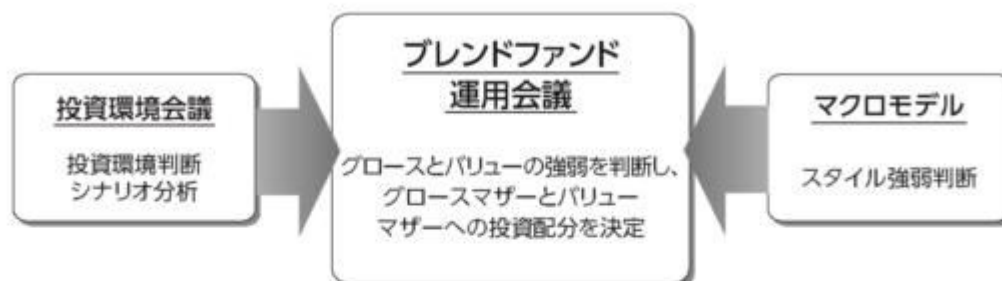 投資環境会議
投資環境判断
シナリオ分析
ブレンドファンド
運用会議
グロースとバリューの強弱を判断し、
グロースマザーとバリュー
マザーへの投資配分を決定
マクロモデル
スタイル強弱判断